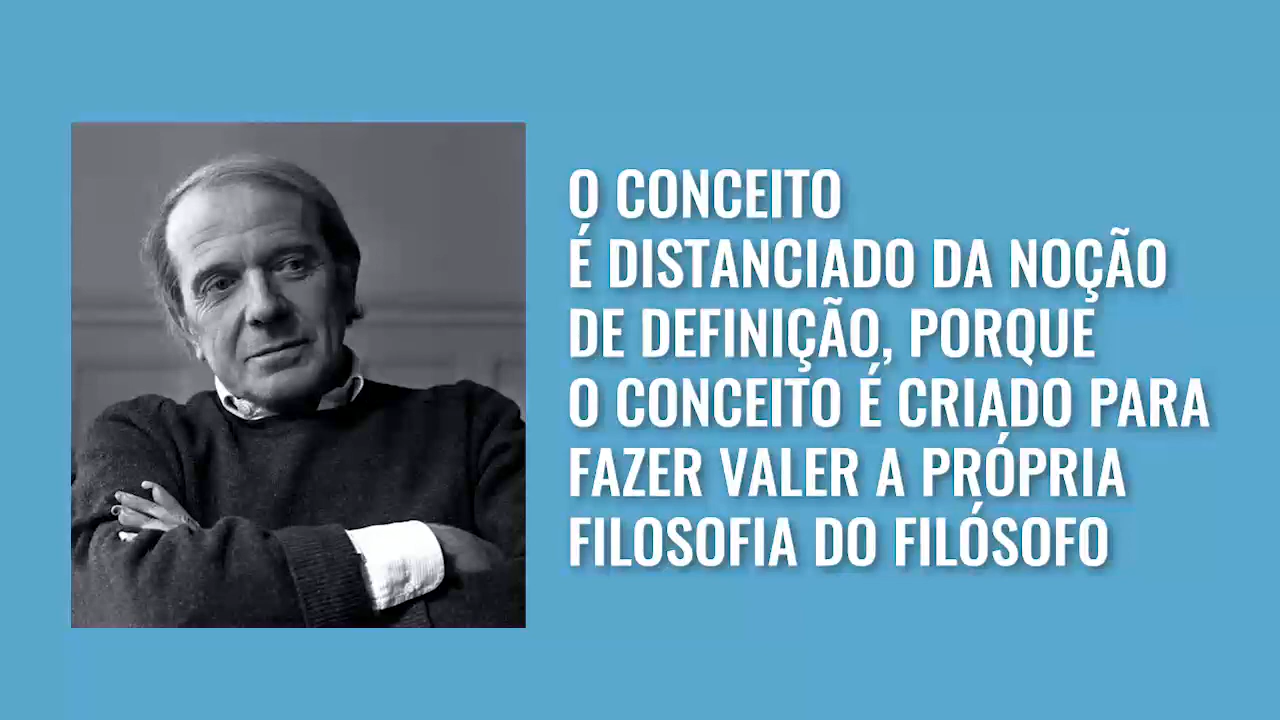 O CONCEITO
É DISTANCIADO DA NOÇÃO
DE DEFINIÇÃO, PORQUE
O CONCEITO É CRIADO PARA
FAZER VALER A PRÓPRIA
FILOSOFIA DO FILÓSOFO